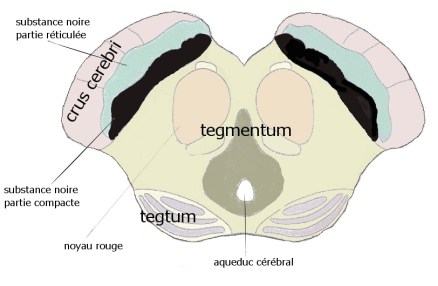 substance noire
partie réticulée
crus cerebri
tegmentum
substance noire
partie compacte
tegtum
noyau rouge
aqueduc cérébral